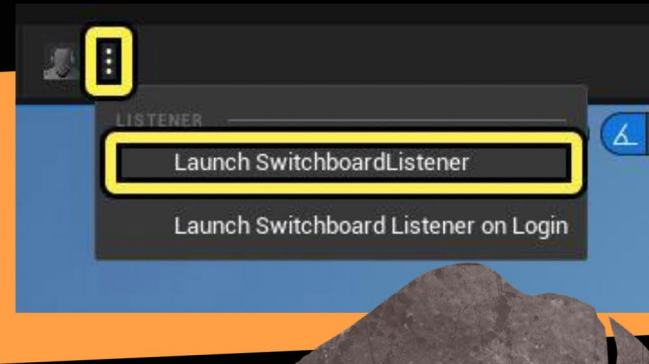 LISTENER
Launch SwitchboardListener
Launch Switchboard Listener on Login